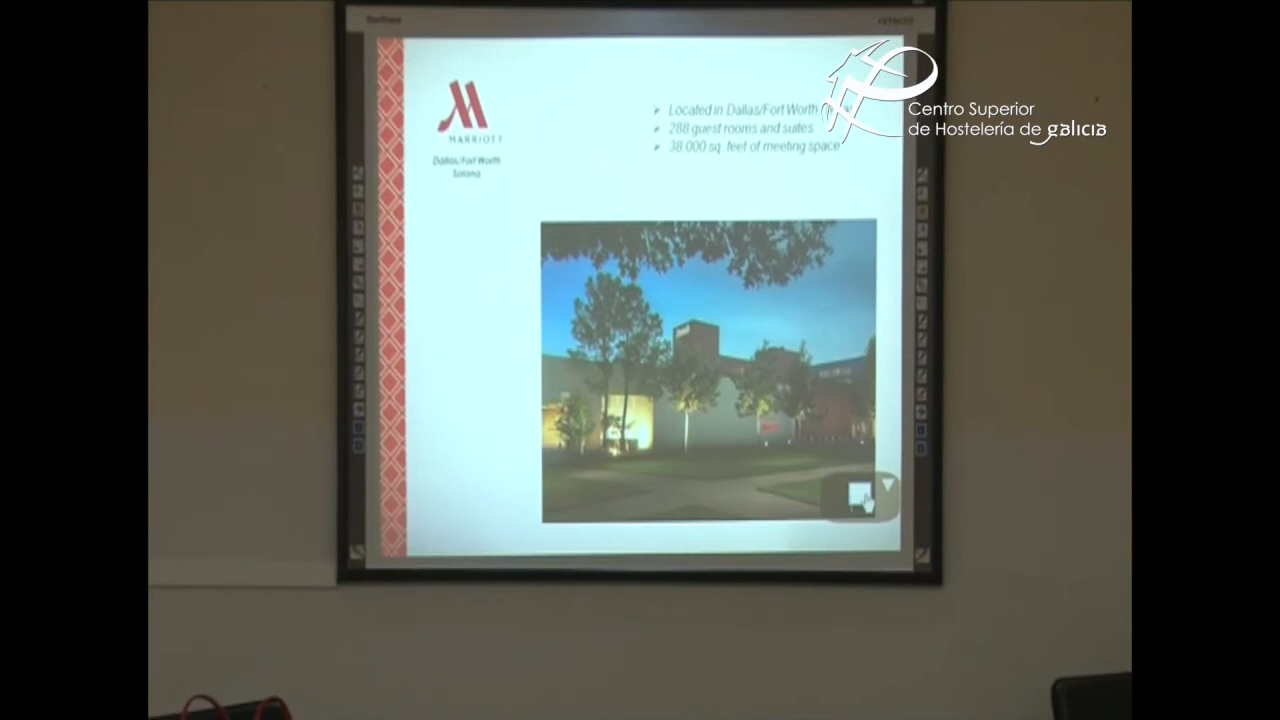 MARRIOTT
Dallas/Fort Worth
Solana
Located in Dallas/Fort Worth
288 guest rooms and suites
38.000 sq. feet of meeting space
Centro Superior
de Hostelería de galicia